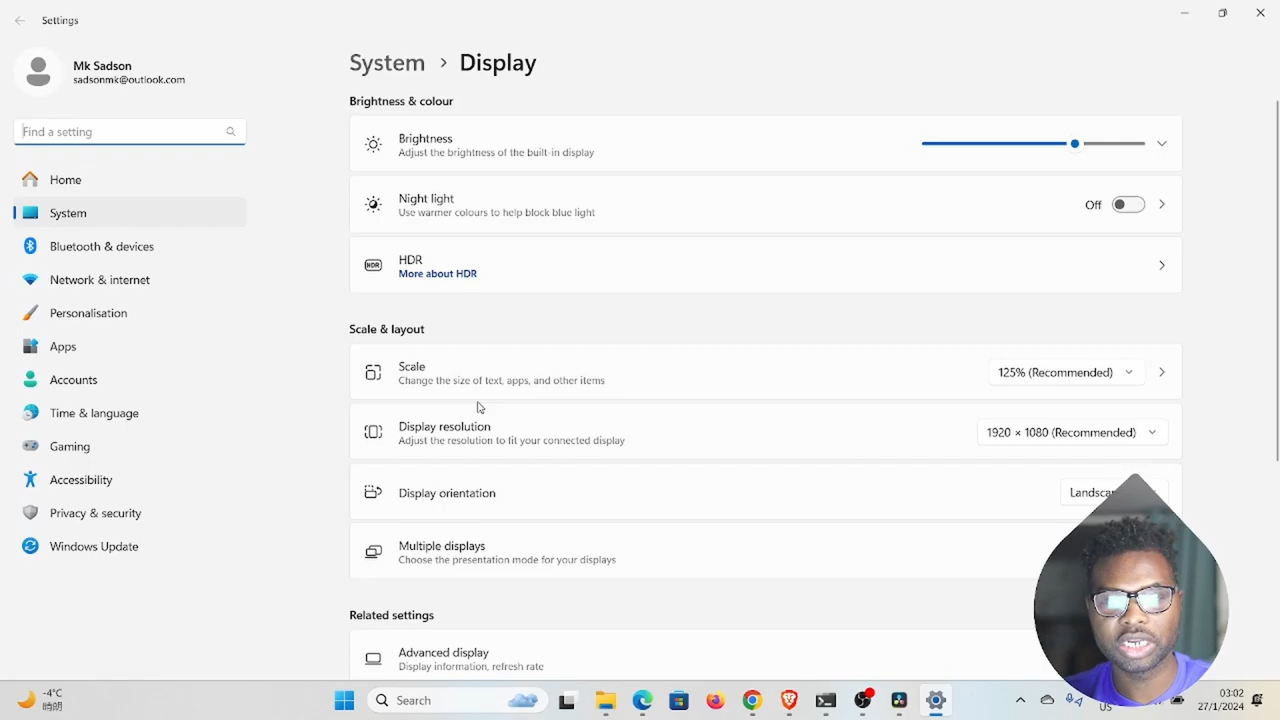 Settings
Mk Sadson
sadsonmk@outlook.com
Find a setting
Home
System
Bluetooth & devices
Network & internet
Personalisation
Apps
Accounts
Time & language
Gaming
Accessibility
Privacy & security
Windows Update
System > Display
Brightness & colour
Brightness
Adjust the brightness of the built-in display
Night light
Use warmer colours to help block blue light
Off
HDR
HDR
More about HDR
Scale & layout
Scale
Change the size of text, apps, and other items
125% (Recommended)
Display resolution
Adjust the resolution to fit your connected display
1920 × 1080 (Recommended)
Display orientation
Multiple displays
Choose the presentation mode for your displays
Related settings
Advanced display
Display information, refresh rate
-4°C
晴朗
Search
US
03:02
27/1/2024